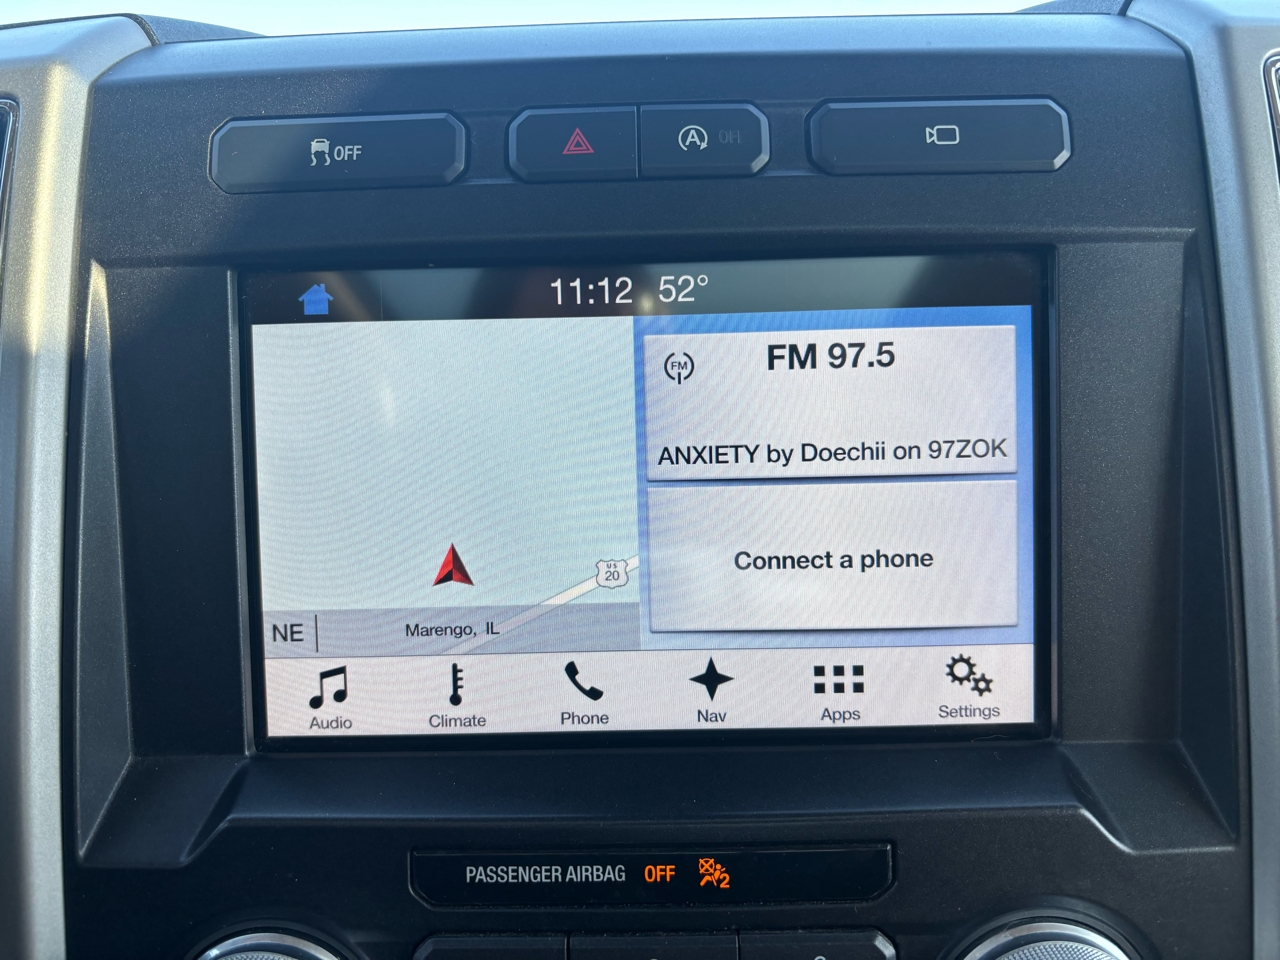 OFF
A OFF
11:12 52°
FM
FM 97.5
ANXIETY by Doechii on 97ZOK
Connect a phone
US
20
NE
Marengo, IL
Audio Climate Phone Nav Apps Settings
PASSENGER AIRBAG OFF 2